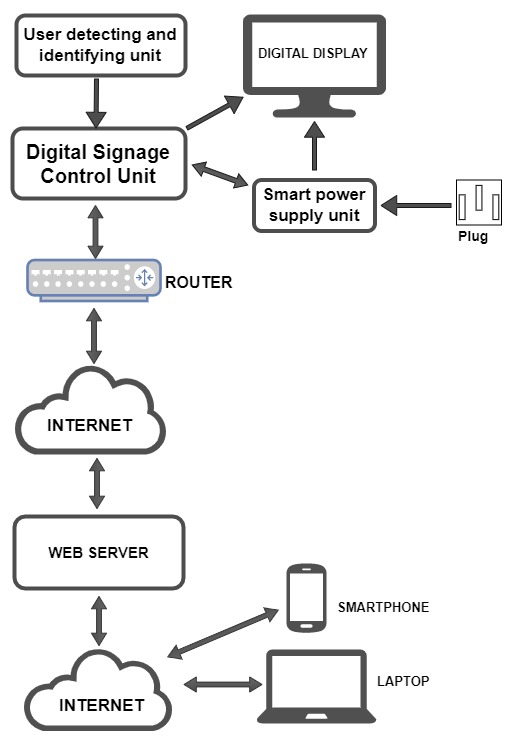 User detecting and
identifying unit
DIGITAL DISPLAY
Digital Signage
Control Unit
Smart power
supply unit
Plug
ROUTER
INTERNET
WEB SERVER
SMARTPHONE
LAPTOP
INTERNET